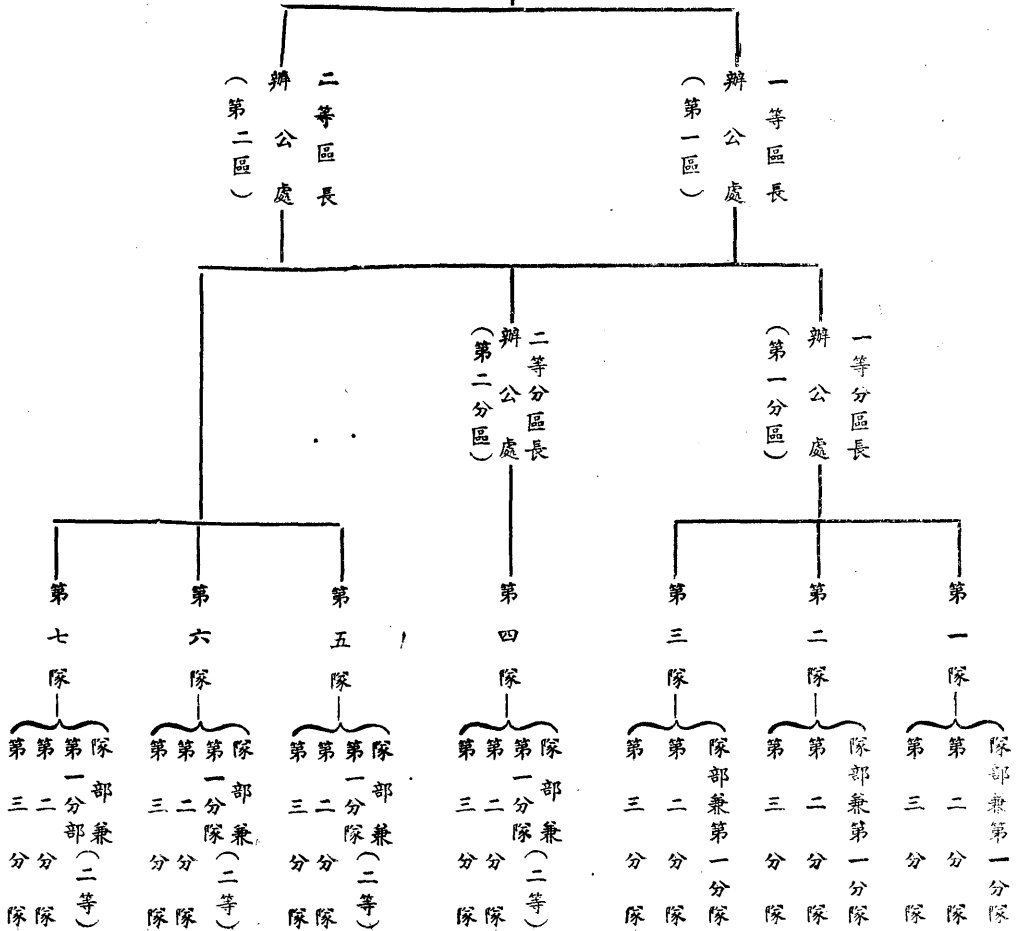 一等區長
辦公處
（第一區）
二等區長
辦公處
（第二區）
一等分區長
辦公處
（第一分區）
二等分區長
辦公處
（第二分區）
第一隊
第二隊
第三隊
第四隊
第五隊
第六隊
第七隊
隊部兼第一分隊
第二分隊
第三分隊
隊部兼第一分隊
第二分隊
第三分隊
隊部兼第一分隊
第二分隊
第三分隊
隊部兼
第一分隊（二等）
第二分隊
第三分隊
隊部兼
第一分隊（二等）
第二分隊
第三分隊
隊部兼
第一分隊（二等）
第二分隊
第三分隊
隊部兼
第一分部（二等）
第二分隊
第三分隊